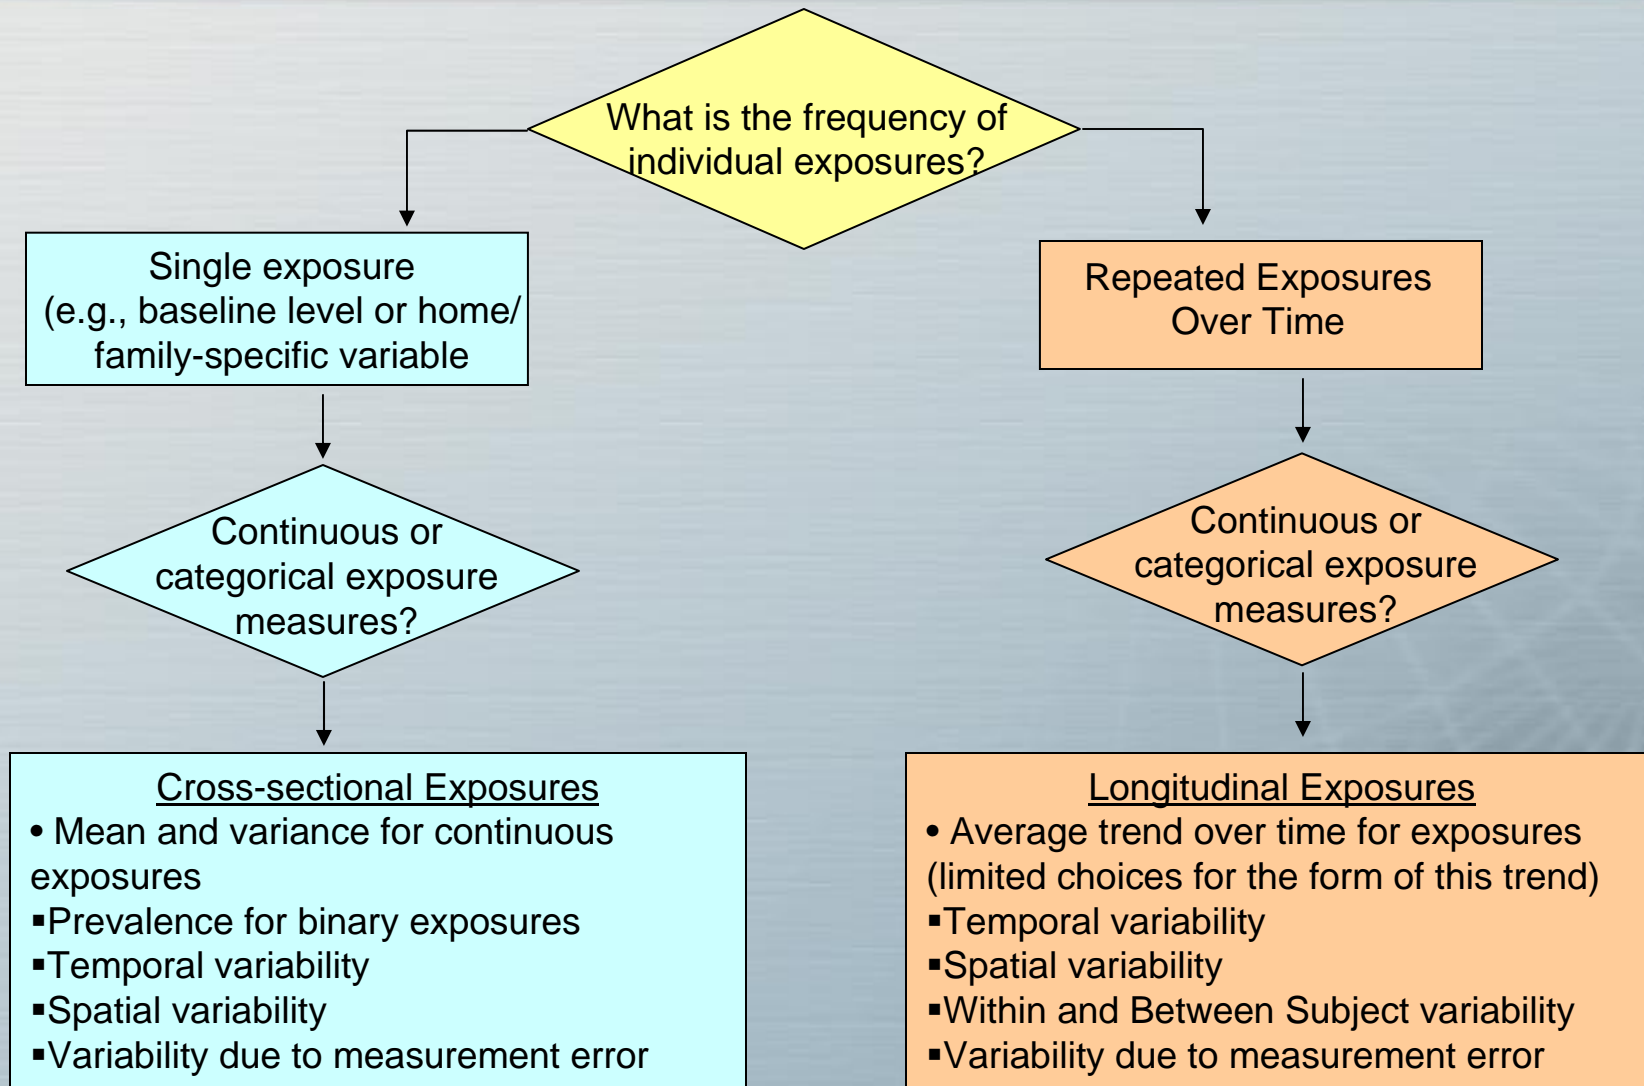 What is the frequency of
individual exposures?
Single exposure
(e.g., baseline level or home/
family-specific variable
Repeated Exposures
Over Time
Continuous or
categorical exposure
measures?
Continuous or
categorical exposure
measures?
Cross-sectional Exposures
• Mean and variance for continuous
exposures
▪Prevalence for binary exposures
▪Temporal variability
▪Spatial variability
▪Variability due to measurement error
Longitudinal Exposures
• Average trend over time for exposures
(limited choices for the form of this trend)
▪Temporal variability
▪Spatial variability
▪Within and Between Subject variability
▪Variability due to measurement error